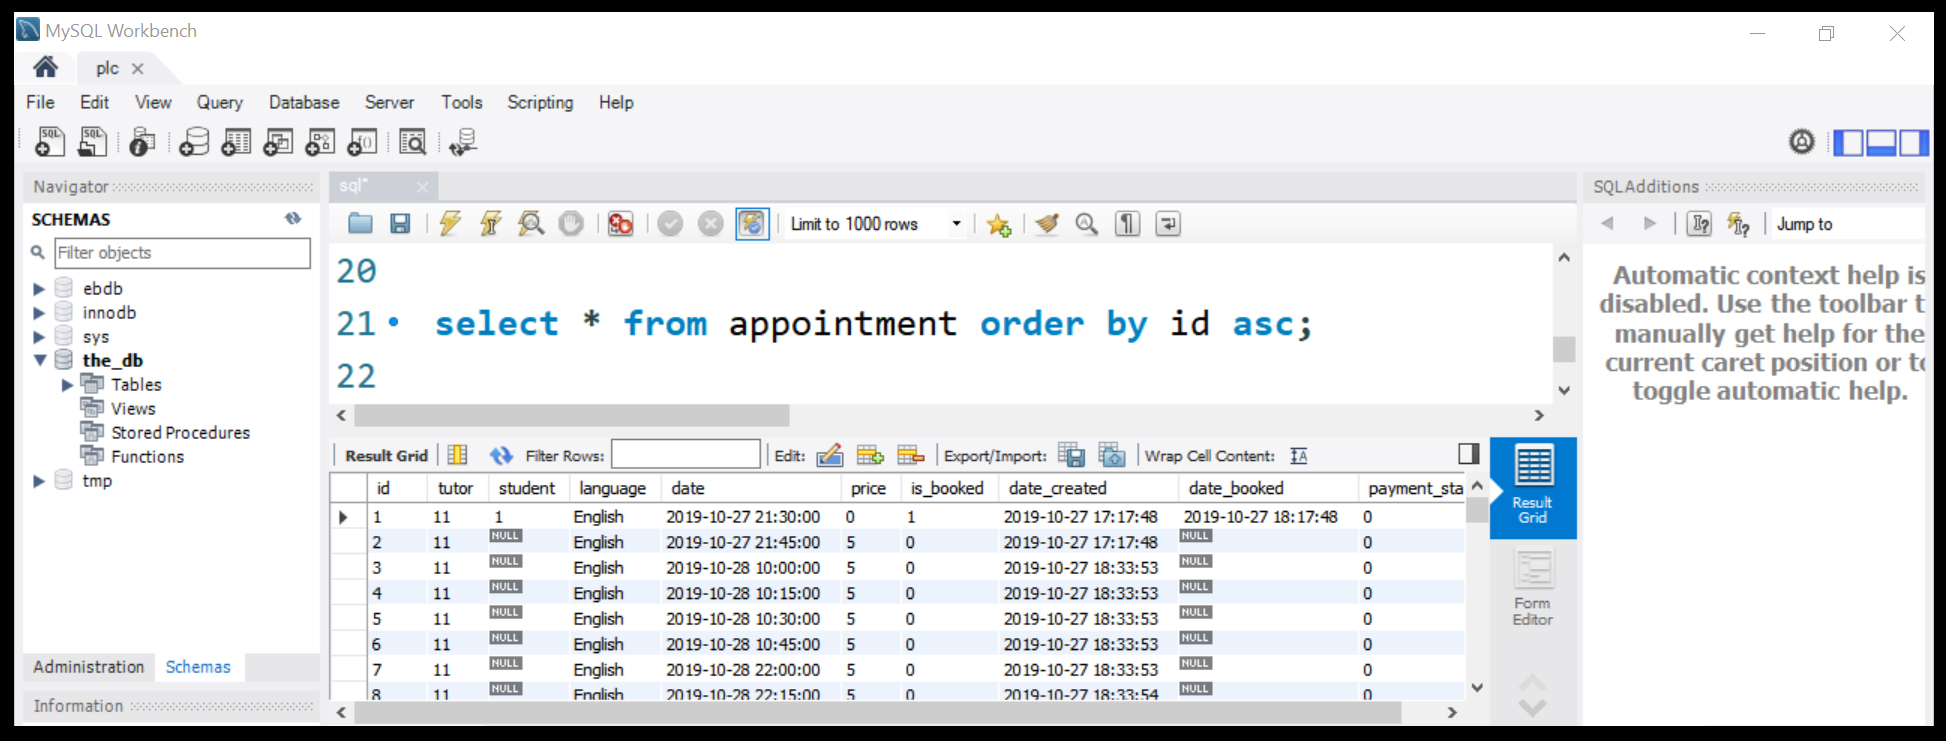 MySQL Workbench
plc
File Edit View Query Database Server Tools Scripting Help
Navigator
SCHEMAS
Filter objects
ebdb
innodb
sys
the_db
Tables
Views
Stored Procedures
Functions
tmp
Administration Schemas
Information
sql*
Limit to 1000 rows
20
21 select * from appointment order by id asc;
22
Result Grid Filter Rows: Edit: Export/Import: Wrap Cell Content:
id tutor student language date price is_booked date_created date_booked payment_sta
1 11 1 English 2019-10-27 21:30:00 0 1 2019-10-27 17:17:48 2019-10-27 18:17:48 0
2 11 NULL English 2019-10-27 21:45:00 5 0 2019-10-27 17:17:48 NULL 0
3 11 NULL English 2019-10-28 10:00:00 5 0 2019-10-27 18:33:53 NULL 0
4 11 NULL English 2019-10-28 10:15:00 5 0 2019-10-27 18:33:53 NULL 0
5 11 NULL English 2019-10-28 10:30:00 5 0 2019-10-27 18:33:53 NULL 0
6 11 NULL English 2019-10-28 10:45:00 5 0 2019-10-27 18:33:53 NULL 0
7 11 NULL English 2019-10-28 22:00:00 5 0 2019-10-27 18:33:53 NULL 0
8 11 NULL English 2019-10-28 22:15:00 5 0 2019-10-27 18:33:54 NULL 0
Result
Grid
Form
Editor
SQLAdditions
Jump to
Automatic context help is
disabled. Use the toolbar t
manually get help for the
current caret position or to
toggle automatic help.